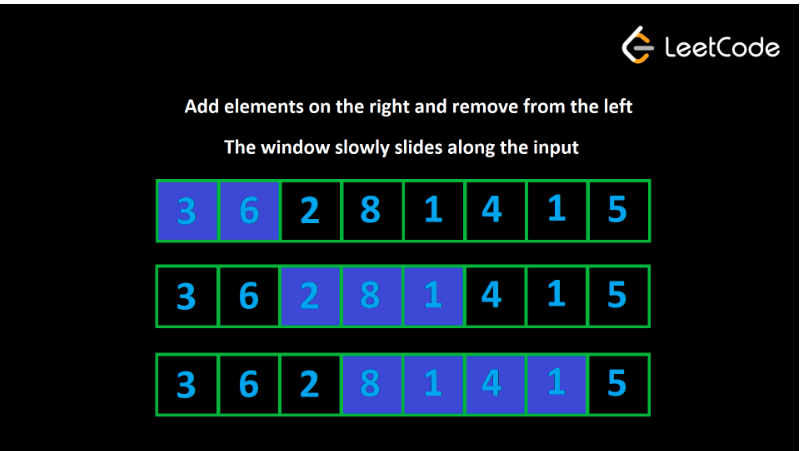 LeetCode
Add elements on the right and remove from the left
The window slowly slides along the input
3 6 2 8 1 4 1 5
3 6 2 8 1 4 1 5
3 6 2 8 1 4 1 5